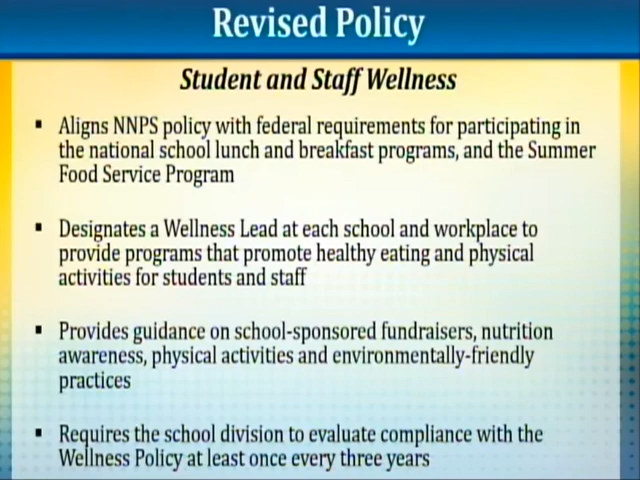 Revised Policy
Student and Staff Wellness
▪ Aligns NNPS policy with federal requirements for participating in
the national school lunch and breakfast programs, and the Summer
Food Service Program
▪ Designates a Wellness Lead at each school and workplace to
provide programs that promote healthy eating and physical
activities for students and staff
▪ Provides guidance on school-sponsored fundraisers, nutrition
awareness, physical activities and environmentally-friendly
practices
▪ Requires the school division to evaluate compliance with the
Wellness Policy at least once every three years